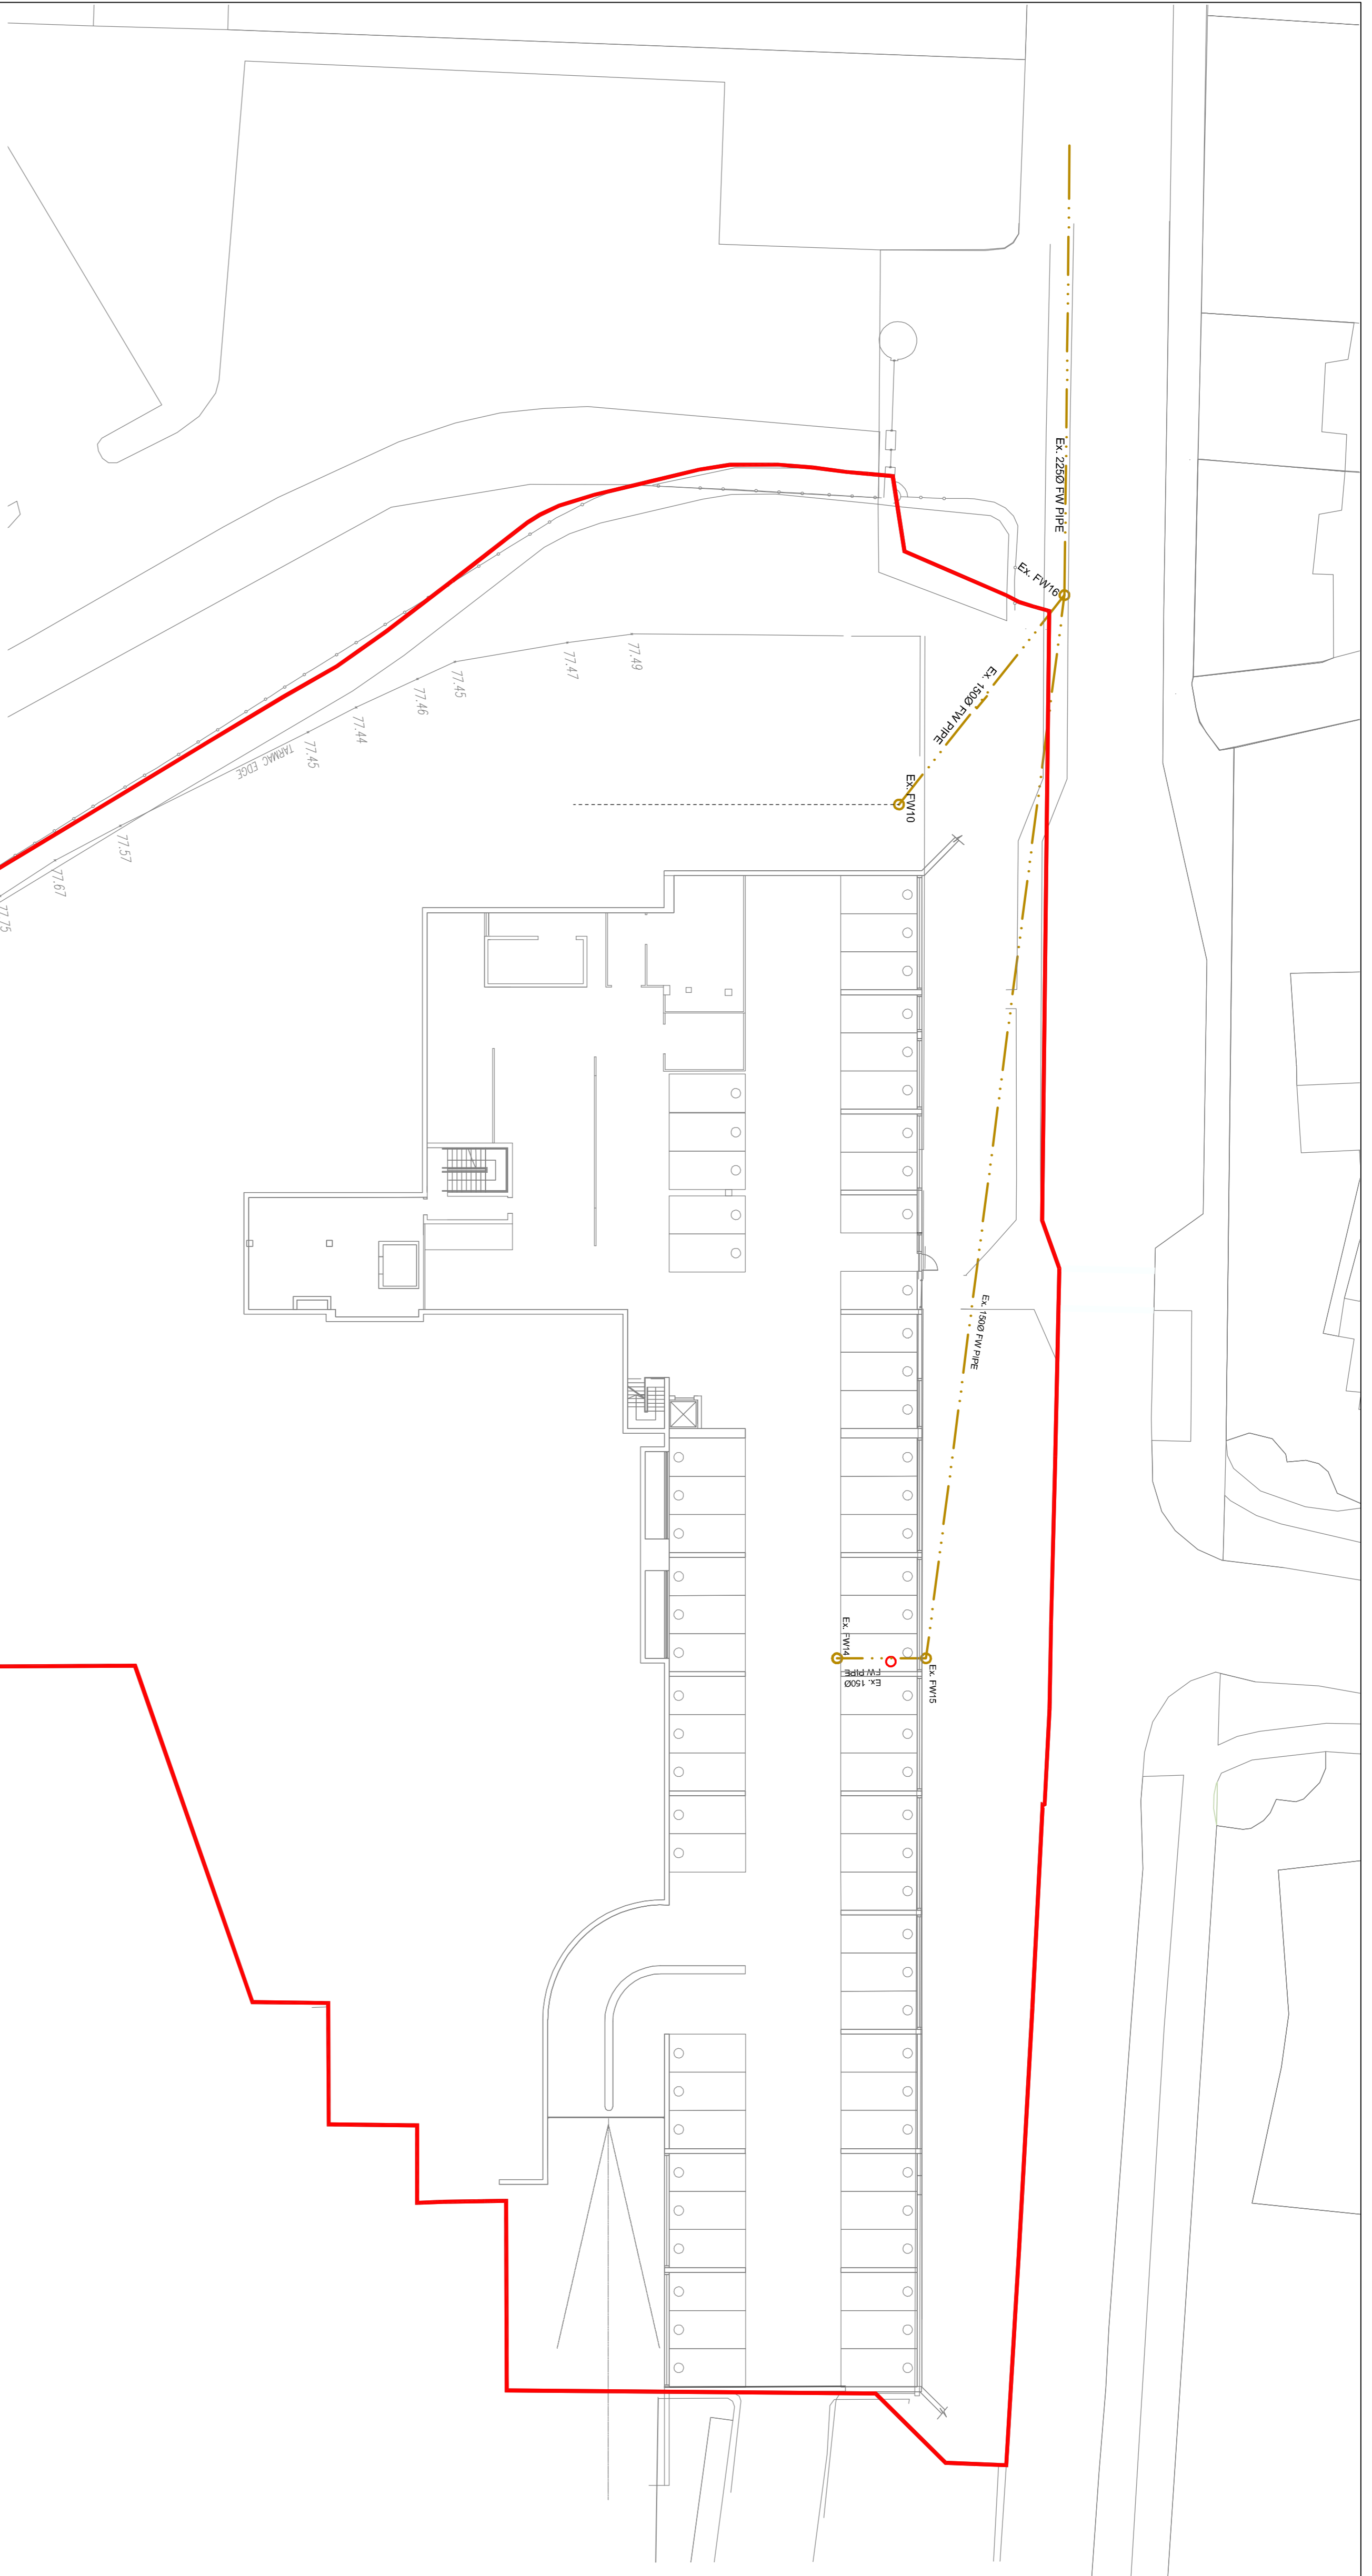 Ex. 225Ø FW PIPE
Ex. FW16
Ex. 150Ø FW PIPE
Ex. FW10
77.49
77.47
77.45
77.46
77.44
77.45
TARMAC EDGE
77.57
77.67
77.75
Ex. 150Ø FW PIPE
Ex. FW14
Ex. 150Ø
FW PIPE
Ex. FW15